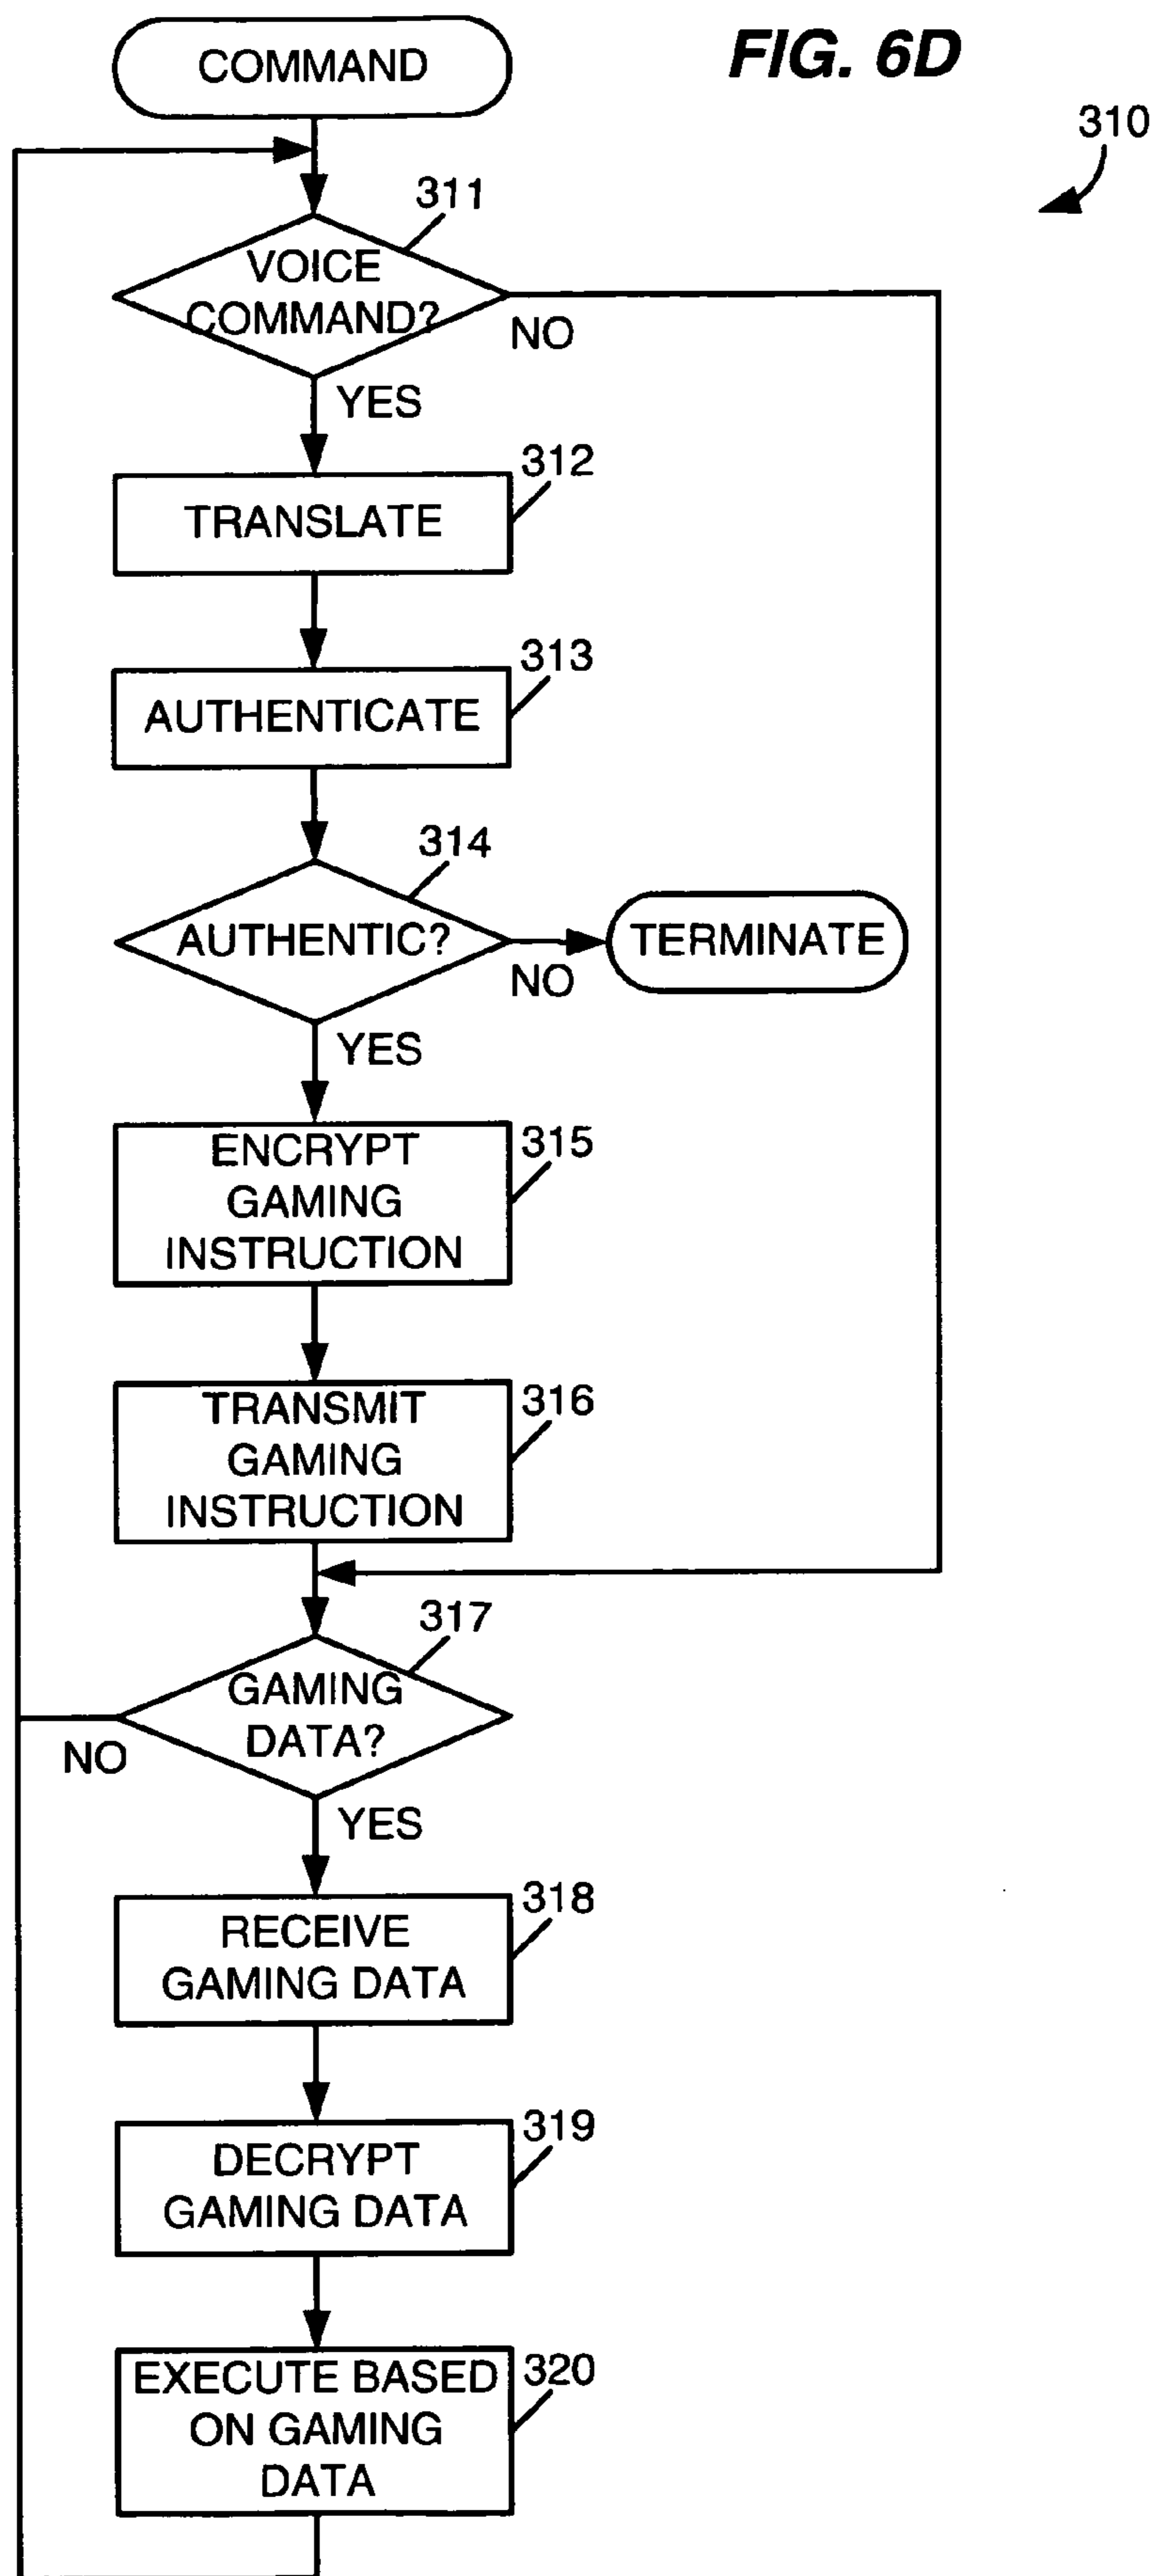 COMMAND
FIG. 6D
310
311
VOICE
COMMAND?
NO
YES
312
TRANSLATE
313
AUTHENTICATE
314
AUTHENTIC?
NO
TERMINATE
YES
315
ENCRYPT
GAMING
INSTRUCTION
316
TRANSMIT
GAMING
INSTRUCTION
317
GAMING
DATA?
NO
YES
318
RECEIVE
GAMING DATA
319
DECRYPT
GAMING DATA
320
EXECUTE BASED
ON GAMING
DATA